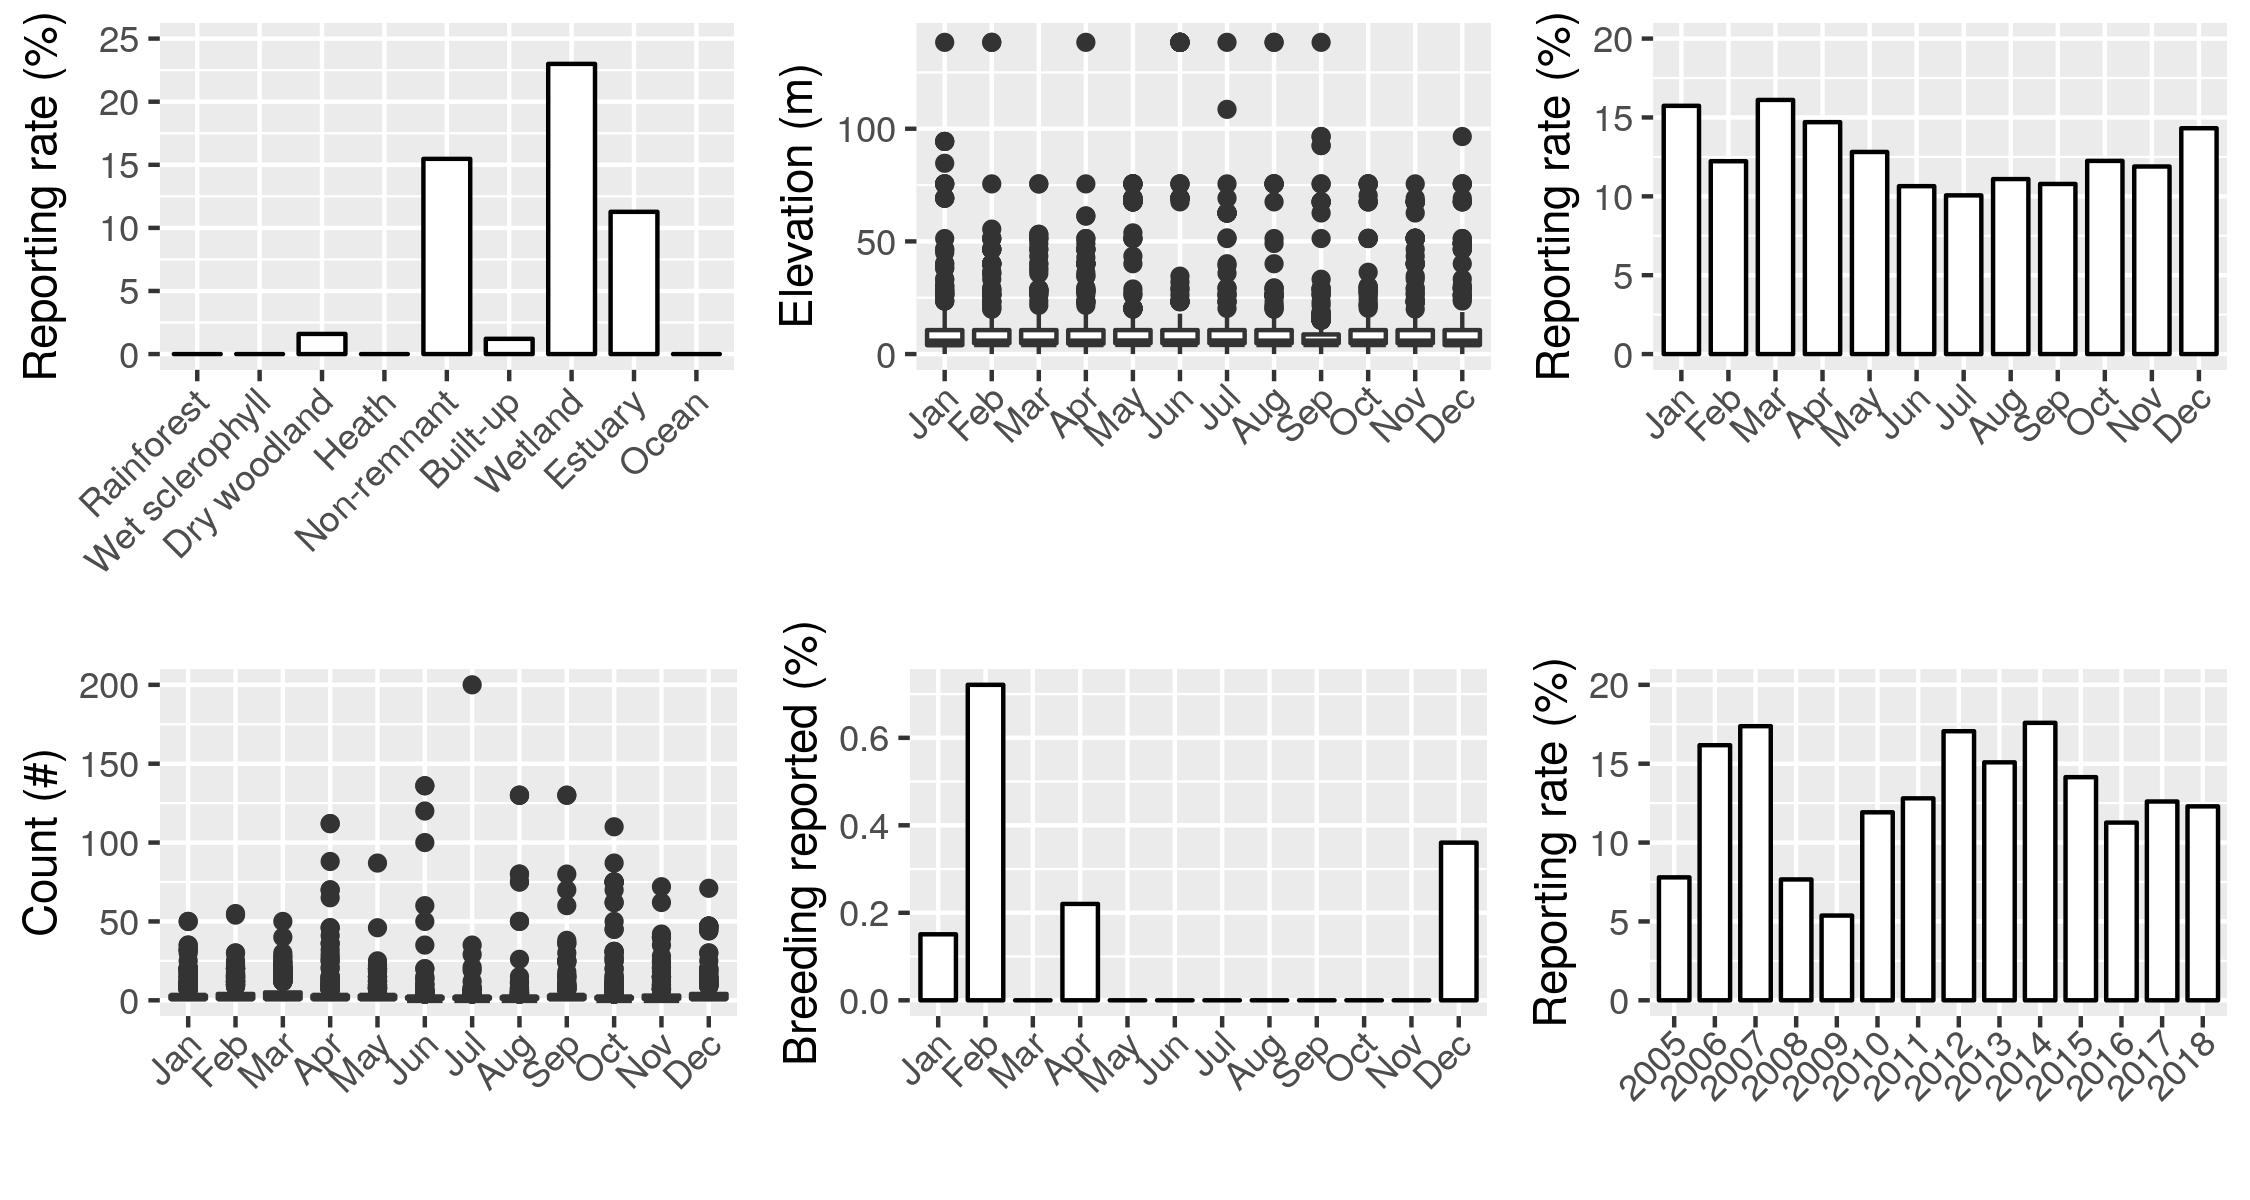 Reporting rate (%)
25
20
15
10
5
0
Rainforest
Wet sclerophyll
Dry woodland
Heath
Non-remnant
Built-up
Wetland
Estuary
Ocean
Elevation (m)
100
50
0
Jan
Feb
Mar
Apr
May
Jun
Jul
Aug
Sep
Oct
Nov
Dec
Reporting rate (%)
20
15
10
5
0
Jan
Feb
Mar
Apr
May
Jun
Jul
Aug
Sep
Oct
Nov
Dec
Count (#)
200
150
100
50
0
Jan
Feb
Mar
Apr
May
Jun
Jul
Aug
Sep
Oct
Nov
Dec
Breeding reported (%)
0.6
0.4
0.2
0.0
Jan
Feb
Mar
Apr
May
Jun
Jul
Aug
Sep
Oct
Nov
Dec
Reporting rate (%)
20
15
10
5
0
2005
2006
2007
2008
2009
2010
2011
2012
2013
2014
2015
2016
2017
2018